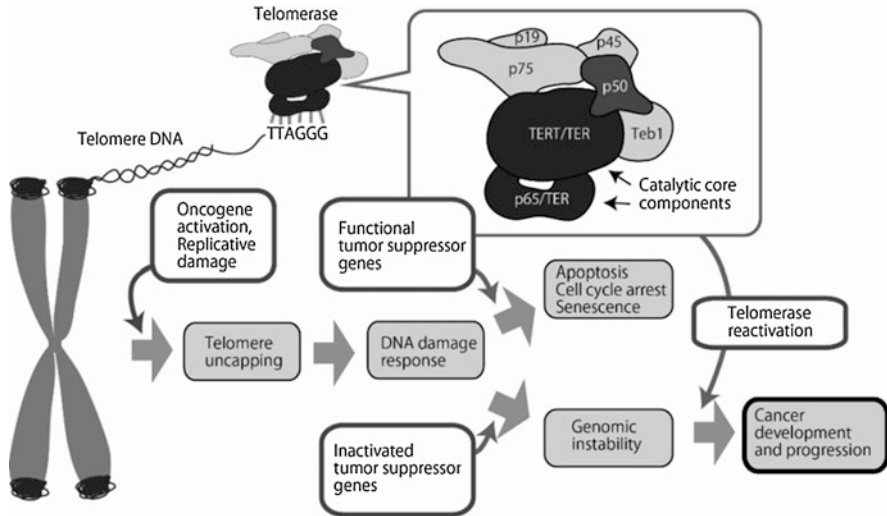 Telomerase
TTAGGG
Telomere DNA
p19
p45
p75
p50
TERT/TER
Teb1
p65/TER
Catalytic core
components
Oncogene
activation,
Replicative
damage
Functional
tumor suppressor
genes
Apoptosis
Cell cycle arrest
Senescence
Telomerase
reactivation
Telomere
uncapping
DNA damage
response
Inactivated
tumor suppressor
genes
Genomic
instability
Cancer
development
and progression